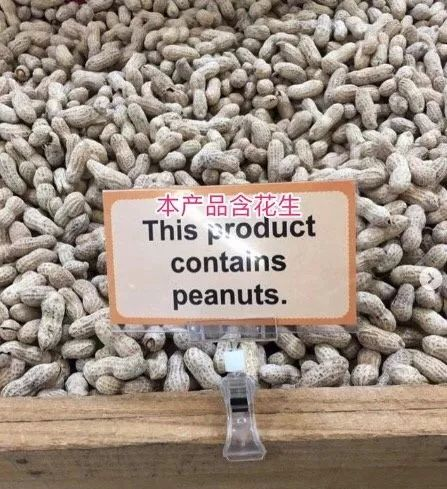 本产品含花生
This product
contains
peanuts.